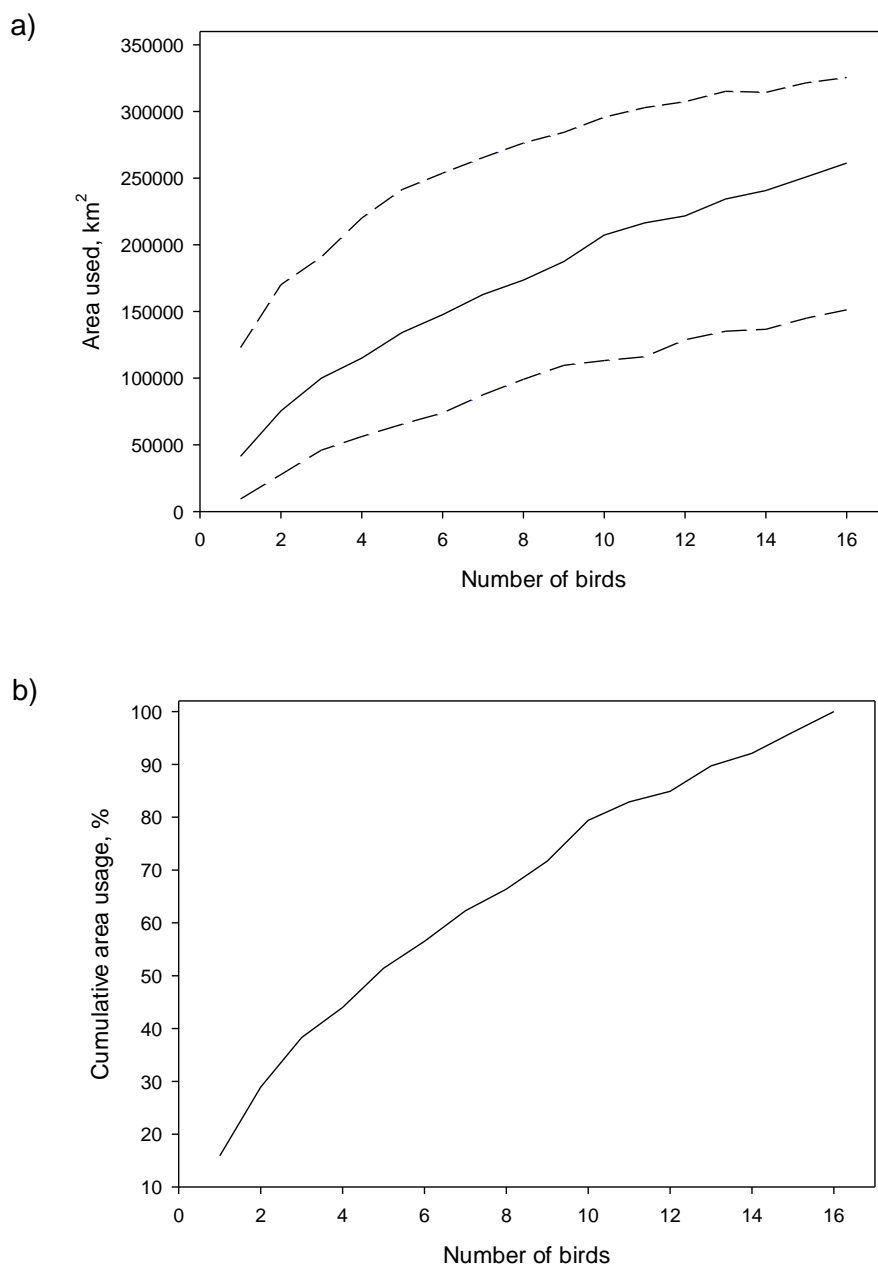 a)
350000
300000
250000
200000
150000
100000
50000
0
Area used, km²
0 2 4 6 8 10 12 14 16
Number of birds
b)
100
90
80
70
60
50
40
30
20
10
Cumulative area usage, %
0 2 4 6 8 10 12 14 16
Number of birds